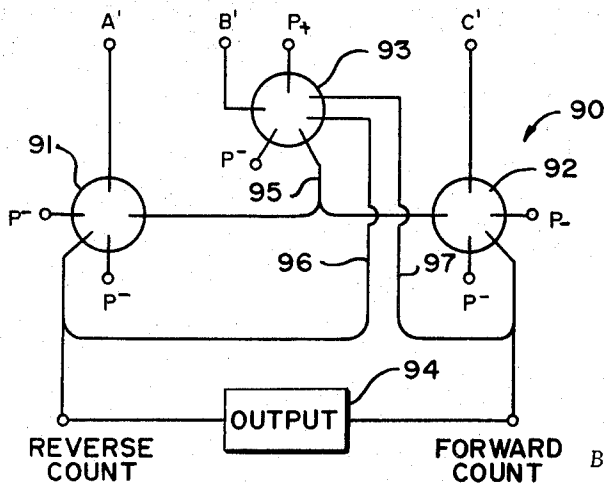 A' B' P+ C'
93
90
91
P-
92
P- 95 P-
96 97
P- P-
94
OUTPUT
REVERSE COUNT FORWARD COUNT
B